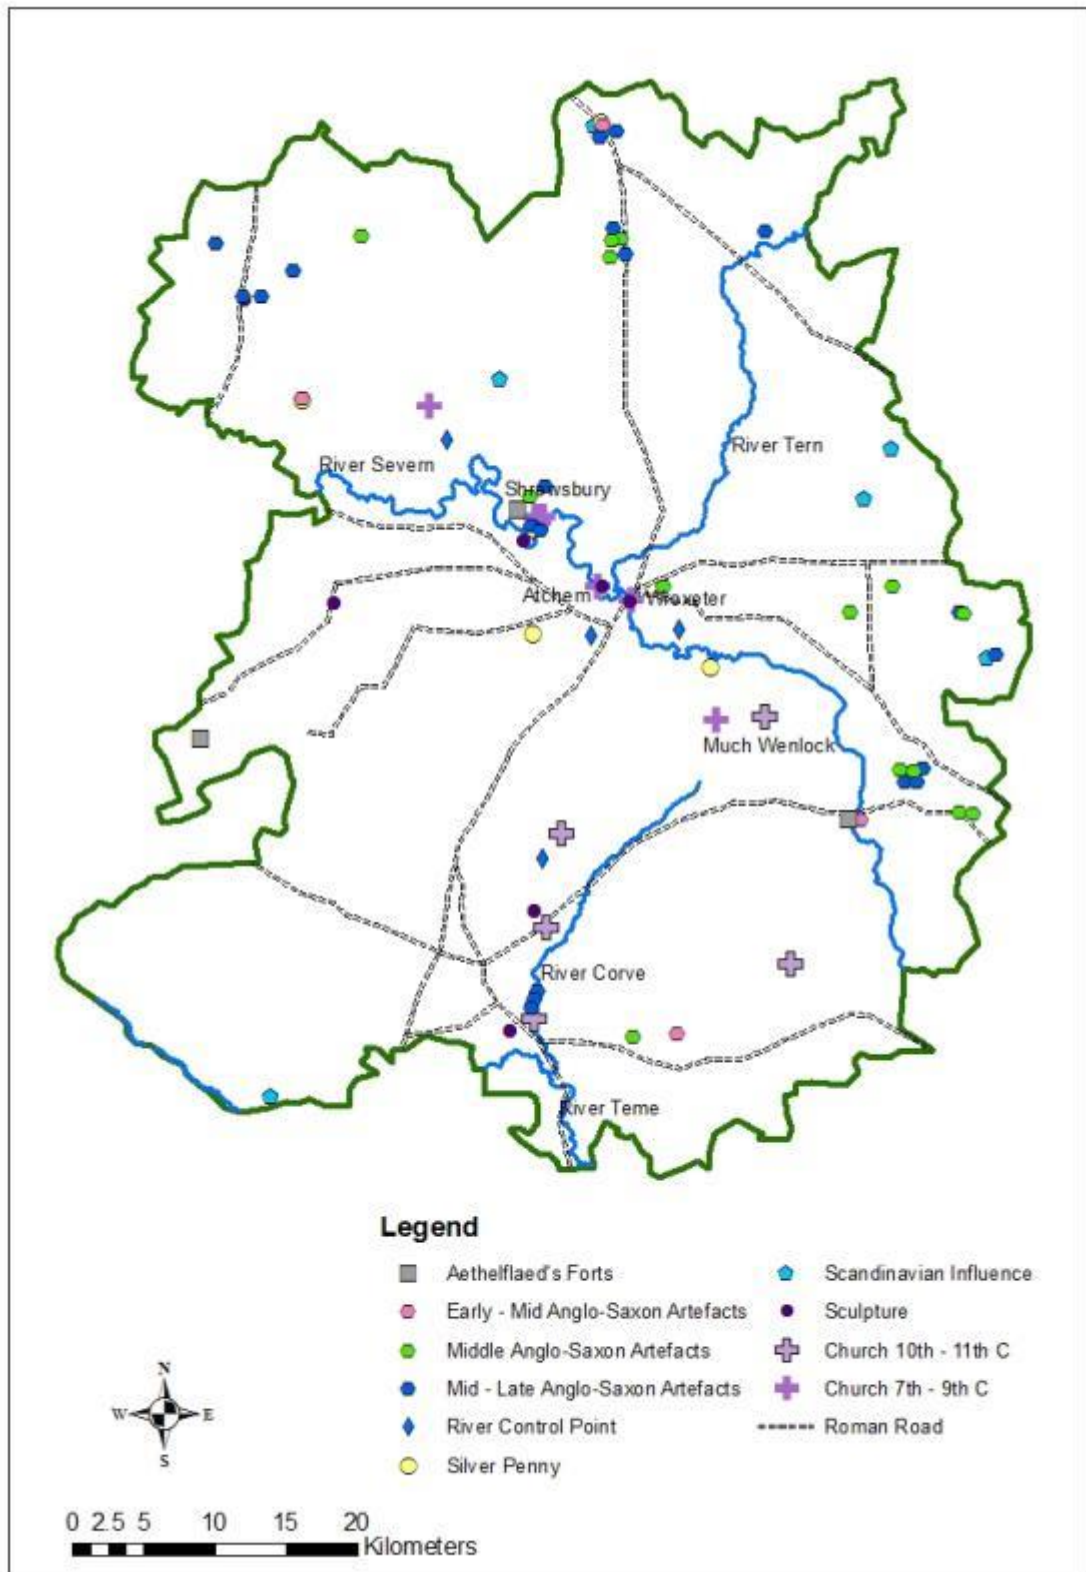 River Tern
River Severn
Shrewsbury
Atchem
Wroxeter
Much Wenlock
River Corve
River Teme
Legend
Aethelflaed's Forts
Early - Mid Anglo-Saxon Artefacts
Middle Anglo-Saxon Artefacts
Mid - Late Anglo-Saxon Artefacts
River Control Point
Silver Penny
Scandinavian Influence
Sculpture
Church 10th - 11th C
Church 7th - 9th C
Roman Road
N
W E
S
0 2.5 5 10 15 20
Kilometers